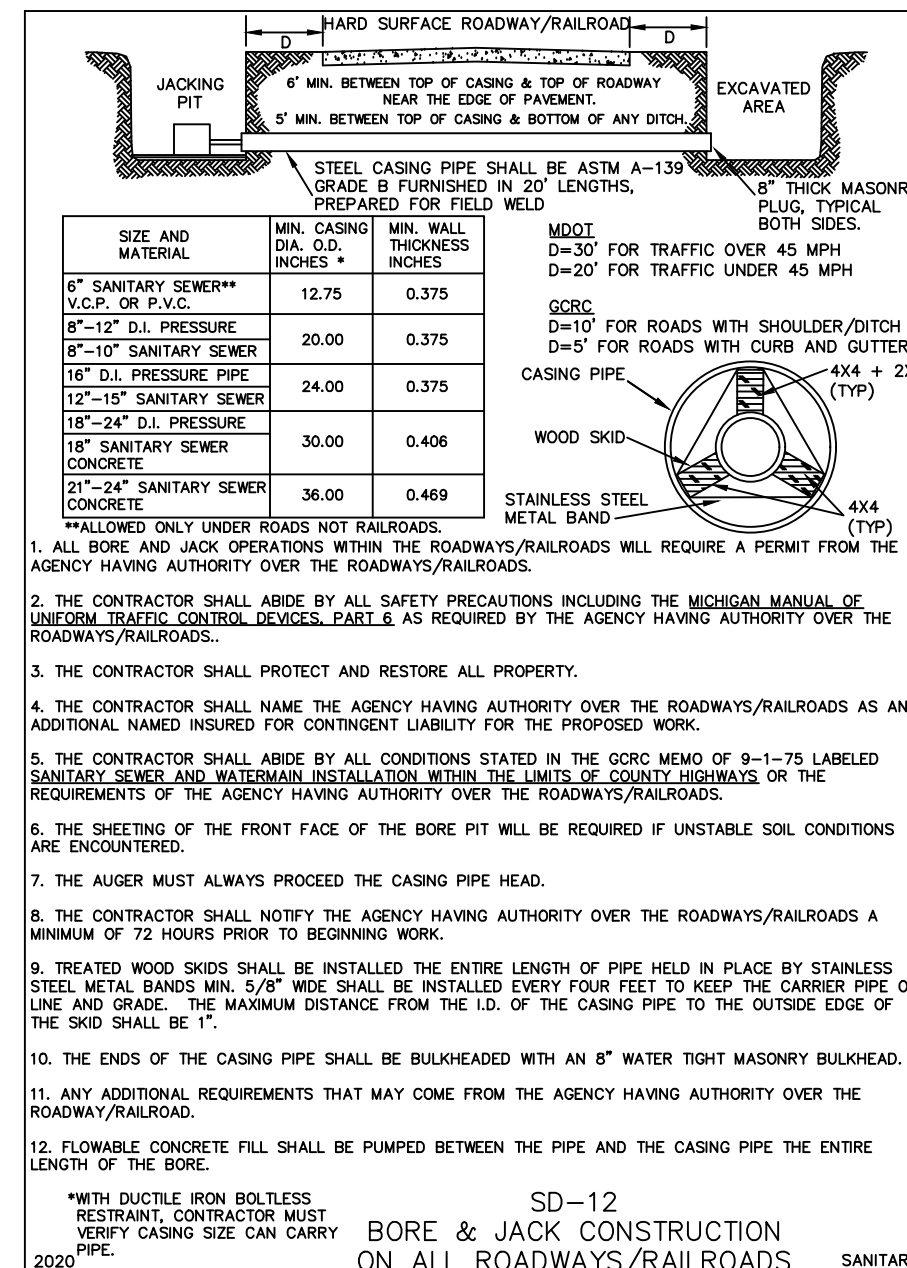 HARD SURFACE ROADWAY/RAILROAD
D
D
JACKING
PIT
6' MIN. BETWEEN TOP OF CASING & TOP OF ROADWAY
NEAR THE EDGE OF PAVEMENT.
5' MIN. BETWEEN TOP OF CASING & BOTTOM OF ANY DITCH.
EXCAVATED
AREA
STEEL CASING PIPE SHALL BE ASTM A-139
GRADE B FURNISHED IN 20' LENGTHS,
PREPARED FOR FIELD WELD
8" THICK MASONR
PLUG, TYPICAL
BOTH SIDES.
SIZE AND
MATERIAL
MIN. CASING
DIA. O.D.
INCHES *
MIN. WALL
THICKNESS
INCHES
6" SANITARY SEWER**
V.C.P. OR P.V.C.
12.75
0.375
8"-12" D.I. PRESSURE
8"-10" SANITARY SEWER
20.00
0.375
16" D.I. PRESSURE PIPE
12"-15" SANITARY SEWER
24.00
0.375
18"-24" D.I. PRESSURE
18" SANITARY SEWER
CONCRETE
30.00
0.406
21"-24" SANITARY SEWER
CONCRETE
36.00
0.469
**ALLOWED ONLY UNDER ROADS NOT RAILROADS.
MDOT
D=30' FOR TRAFFIC OVER 45 MPH
D=20' FOR TRAFFIC UNDER 45 MPH
GCRC
D=10' FOR ROADS WITH SHOULDER/DITCH
D=5' FOR ROADS WITH CURB AND GUTTER
CASING PIPE
4X4 + 2X
(TYP)
WOOD SKID
STAINLESS STEEL
METAL BAND
4X4
(TYP)
1. ALL BORE AND JACK OPERATIONS WITHIN THE ROADWAYS/RAILROADS WILL REQUIRE A PERMIT FROM THE
AGENCY HAVING AUTHORITY OVER THE ROADWAYS/RAILROADS.
2. THE CONTRACTOR SHALL ABIDE BY ALL SAFETY PRECAUTIONS INCLUDING THE MICHIGAN MANUAL OF
UNIFORM TRAFFIC CONTROL DEVICES, PART 6 AS REQUIRED BY THE AGENCY HAVING AUTHORITY OVER THE
ROADWAYS/RAILROADS..
3. THE CONTRACTOR SHALL PROTECT AND RESTORE ALL PROPERTY.
4. THE CONTRACTOR SHALL NAME THE AGENCY HAVING AUTHORITY OVER THE ROADWAYS/RAILROADS AS AN
ADDITIONAL NAMED INSURED FOR CONTINGENT LIABILITY FOR THE PROPOSED WORK.
5. THE CONTRACTOR SHALL ABIDE BY ALL CONDITIONS STATED IN THE GCRC MEMO OF 9-1-75 LABELED
SANITARY SEWER AND WATERMAIN INSTALLATION WITHIN THE LIMITS OF COUNTY HIGHWAYS OR THE
REQUIREMENTS OF THE AGENCY HAVING AUTHORITY OVER THE ROADWAYS/RAILROADS.
6. THE SHEETING OF THE FRONT FACE OF THE BORE PIT WILL BE REQUIRED IF UNSTABLE SOIL CONDITIONS
ARE ENCOUNTERED.
7. THE AUGER MUST ALWAYS PROCEED THE CASING PIPE HEAD.
8. THE CONTRACTOR SHALL NOTIFY THE AGENCY HAVING AUTHORITY OVER THE ROADWAYS/RAILROADS A
MINIMUM OF 72 HOURS PRIOR TO BEGINNING WORK.
9. TREATED WOOD SKIDS SHALL BE INSTALLED THE ENTIRE LENGTH OF PIPE HELD IN PLACE BY STAINLESS
STEEL METAL BANDS MIN. 5/8" WIDE SHALL BE INSTALLED EVERY FOUR FEET TO KEEP THE CARRIER PIPE O
LINE AND GRADE. THE MAXIMUM DISTANCE FROM THE I.D. OF THE CASING PIPE TO THE OUTSIDE EDGE OF
THE SKID SHALL BE 1".
10. THE ENDS OF THE CASING PIPE SHALL BE BULKHEADED WITH AN 8" WATER TIGHT MASONRY BULKHEAD.
11. ANY ADDITIONAL REQUIREMENTS THAT MAY COME FROM THE AGENCY HAVING AUTHORITY OVER THE
ROADWAY/RAILROAD.
12. FLOWABLE CONCRETE FILL SHALL BE PUMPED BETWEEN THE PIPE AND THE CASING PIPE THE ENTIRE
LENGTH OF THE BORE.
*WITH DUCTILE IRON BOLTLESS
RESTRAINT, CONTRACTOR MUST
VERIFY CASING SIZE CAN CARRY
PIPE.
2020
SD-12
BORE & JACK CONSTRUCTION
ON ALL ROADWAYS/RAILROADS
SANITAR